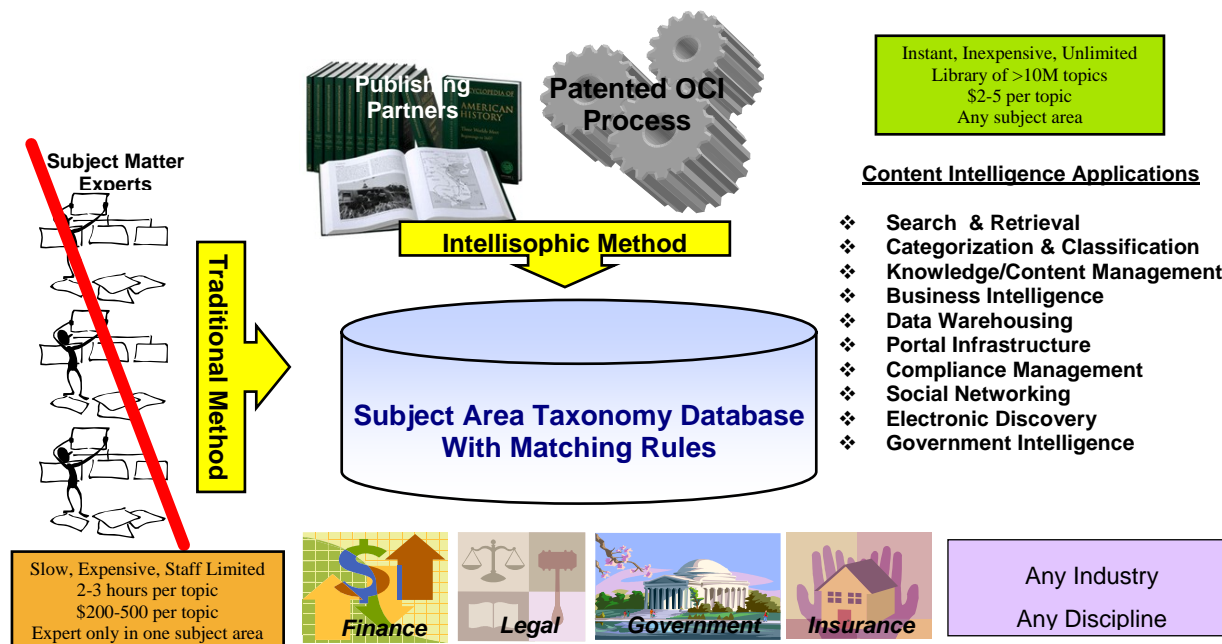 Publishing
Partners
ENCYCLOPEDIA OF
AMERICAN
HISTORY
Patented OCI
Process
Instant, Inexpensive, Unlimited
Library of >10M topics
$2-5 per topic
Any subject area
Subject Matter
Experts
Content Intelligence Applications
❖ Search & Retrieval
❖ Categorization & Classification
❖ Knowledge/Content Management
❖ Business Intelligence
❖ Data Warehousing
❖ Portal Infrastructure
❖ Compliance Management
❖ Social Networking
❖ Electronic Discovery
❖ Government Intelligence
Intellisophic Method
Traditional Method
Subject Area Taxonomy Database
With Matching Rules
Slow, Expensive, Staff Limited
2-3 hours per topic
$200-500 per topic
Expert only in one subject area
Finance
Legal
Government
Insurance
Any Industry
Any Discipline